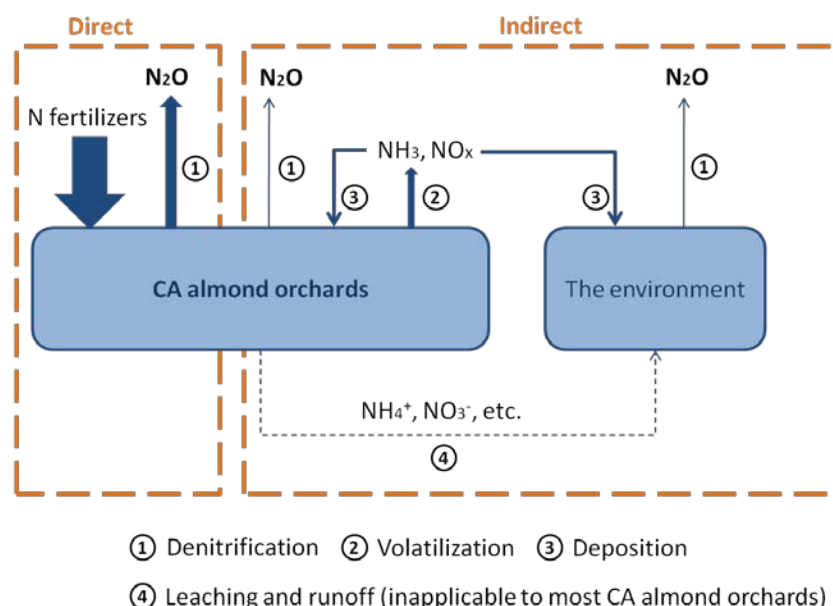 Direct
Indirect
N₂O
N₂O
N₂O
N fertilizers
NH₃, NOₓ
①
①
①
③
②
③
CA almond orchards
The environment
NH₄⁺, NO₃⁻, etc.
④
① Denitrification ② Volatilization ③ Deposition
④ Leaching and runoff (inapplicable to most CA almond orchards)